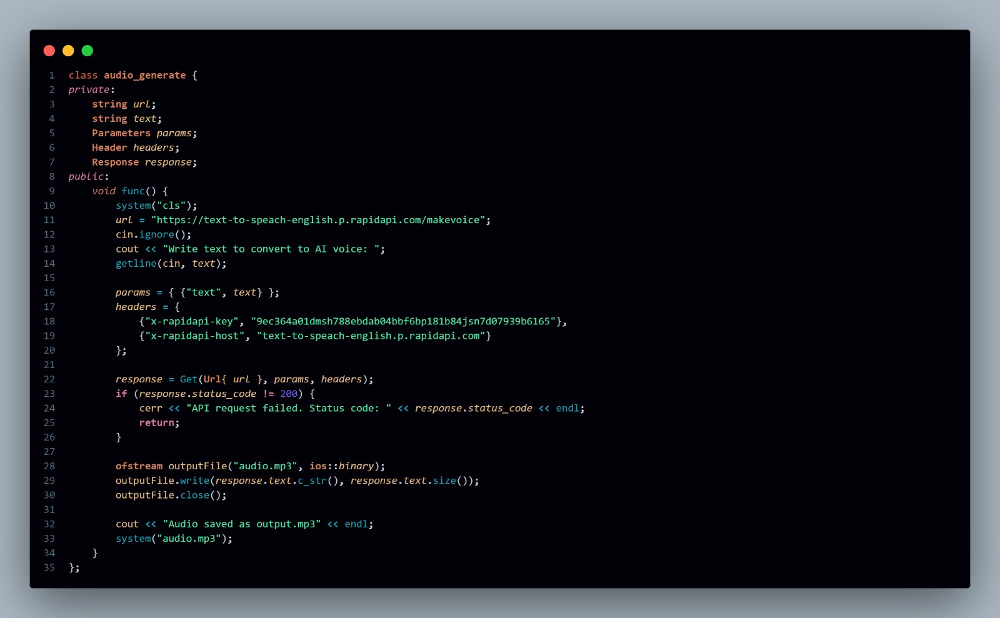 1 class audio_generate {
2 private:
3     string url;
4     string text;
5     Parameters params;
6     Header headers;
7     Response response;
8 public:
9     void func() {
10         system("cls");
11         url = "https://text-to-speach-english.p.rapidapi.com/makevoice";
12         cin.ignore();
13         cout << "Write text to convert to AI voice: ";
14         getline(cin, text);
15
16         params = { {"text", text} };
17         headers = {
18             {"x-rapidapi-key", "9ec364a01dmsh788ebdab04bbf6bp181b84jsn7d07939b6165"},
19             {"x-rapidapi-host", "text-to-speach-english.p.rapidapi.com"}
20         };
21
22         response = Get(Url{ url }, params, headers);
23         if (response.status_code != 200) {
24             cerr << "API request failed. Status code: " << response.status_code << endl;
25             return;
26         }
27
28         ofstream outputFile("audio.mp3", ios::binary);
29         outputFile.write(response.text.c_str(), response.text.size());
30         outputFile.close();
31
32         cout << "Audio saved as output.mp3" << endl;
33         system("audio.mp3");
34     }
35 };